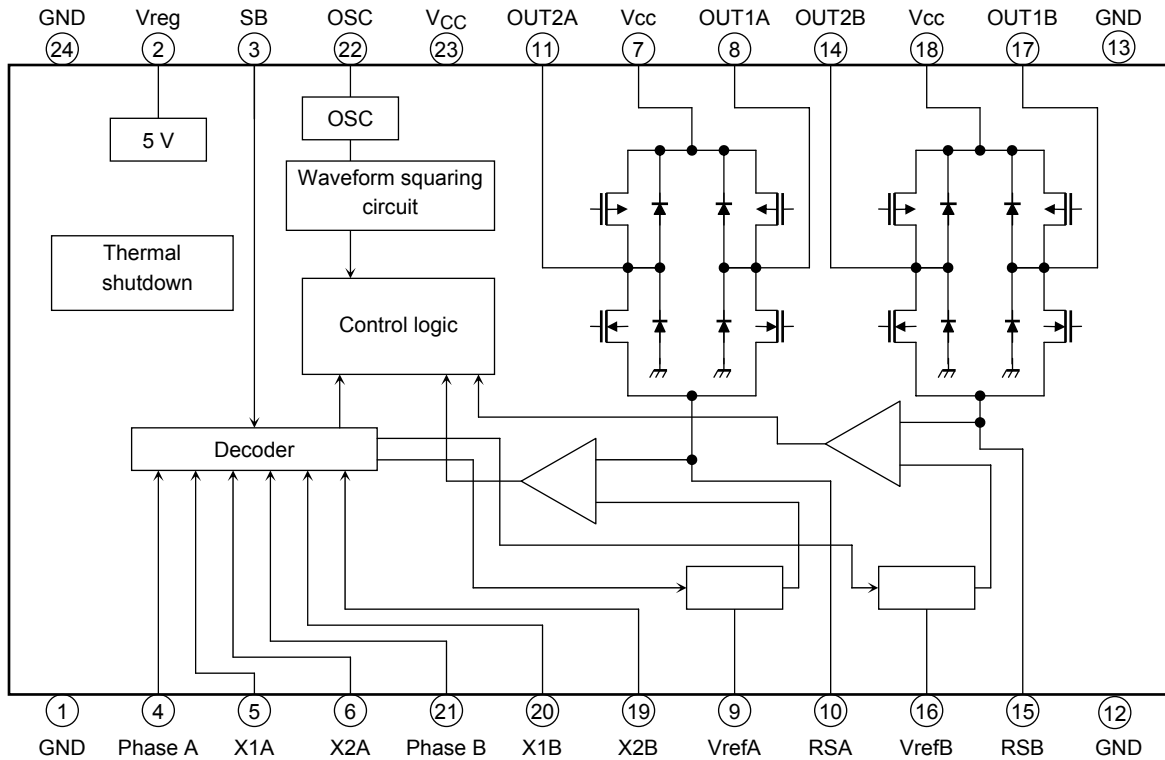 GND Vreg SB OSC VCC OUT2A Vcc OUT1A OUT2B Vcc OUT1B GND
24 2 3 22 23 11 7 8 14 18 17 13
OSC
5 V
Waveform squaring
circuit
Thermal
shutdown
Control logic
Decoder
1 4 5 6 21 20 19 9 10 16 15 12
GND Phase A X1A X2A Phase B X1B X2B VrefA RSA VrefB RSB GND